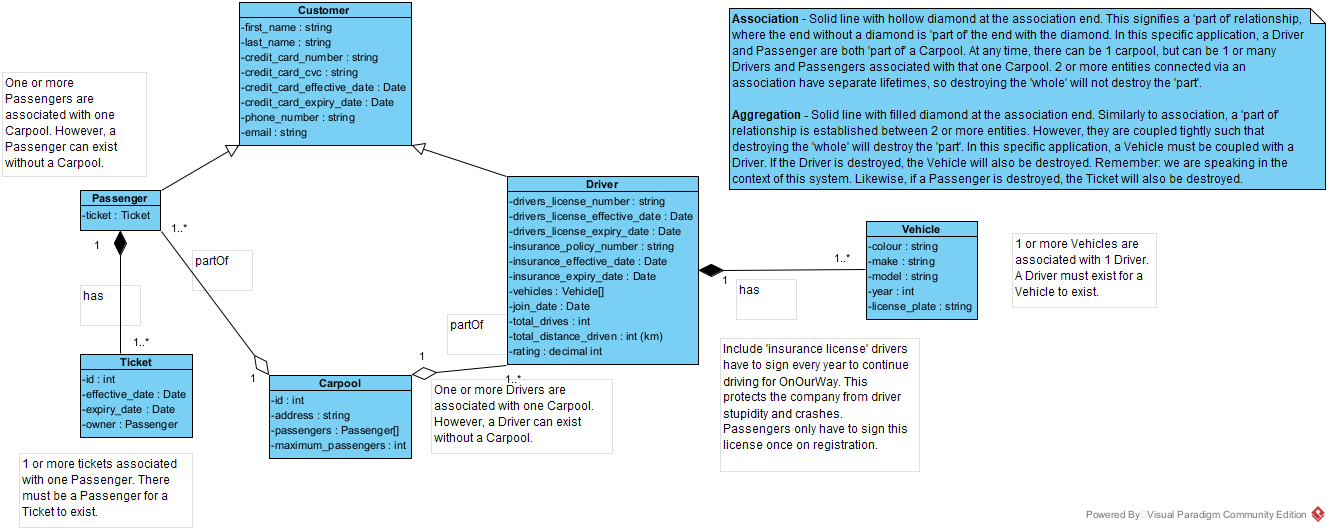 Customer
-first_name : string
-last_name : string
-credit_card_number : string
-credit_card_cvc : string
-credit_card_effective_date : Date
-credit_card_expiry_date : Date
-phone_number : string
-email : string
Association - Solid line with hollow diamond at the association end. This signifies a 'part of' relationship,
where the end without a diamond is 'part of' the end with the diamond. In this specific application, a Driver
and Passenger are both 'part of' a Carpool. At any time, there can be 1 carpool, but can be 1 or many
Drivers and Passengers associated with that one Carpool. 2 or more entities connected via an
association have separate lifetimes, so destroying the 'whole' will not destroy the 'part'.
Aggregation - Solid line with filled diamond at the association end. Similarly to association, a 'part of'
relationship is established between 2 or more entities. However, they are coupled tightly such that
destroying the 'whole' will destroy the 'part'. In this specific application, a Vehicle must be coupled with a
Driver. If the Driver is destroyed, the Vehicle will also be destroyed. Remember: we are speaking in the
context of this system. Likewise, if a Passenger is destroyed, the Ticket will also be destroyed.
One or more
Passengers are
associated with one
Carpool. However, a
Passenger can exist
without a Carpool.
Passenger
-ticket : Ticket
1
1..*
partOf
has
1..*
Driver
-drivers_license_number : string
-drivers_license_effective_date : Date
-drivers_license_expiry_date : Date
-insurance_policy_number : string
-insurance_effective_date : Date
-insurance_expiry_date : Date
-vehicles : Vehicle[]
-join_date : Date
-total_drives : int
-total_distance_driven : int (km)
-rating : decimal int
1
has
1..*
Vehicle
-colour : string
-make : string
-model : string
-year : int
-license_plate : string
1 or more Vehicles are
associated with 1 Driver.
A Driver must exist for a
Vehicle to exist.
partOf
1
1..*
Ticket
-id : int
-effective_date : Date
-expiry_date : Date
-owner : Passenger
1
Carpool
-id : int
-address : string
-passengers : Passenger[]
-maximum_passengers : int
One or more Drivers are
associated with one Carpool.
However, a Driver can exist
without a Carpool.
Include 'insurance license' drivers
have to sign every year to continue
driving for OnOurWay. This
protects the company from driver
stupidity and crashes.
Passengers only have to sign this
license once on registration.
1 or more tickets associated
with one Passenger. There
must be a Passenger for a
Ticket to exist.
Powered By Visual Paradigm Community Edition